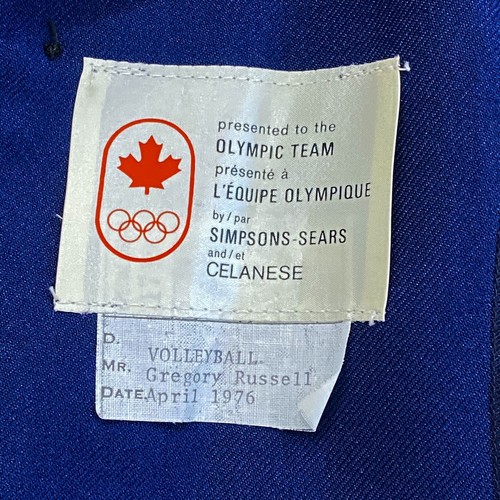 presented to the
OLYMPIC TEAM
présenté à
L'ÉQUIPE OLYMPIQUE
by / par
SIMPSONS-SEARS
and / et
CELANESE
D.
VOLLEYBALL
MR. Gregory Russell
DATE. April 1976